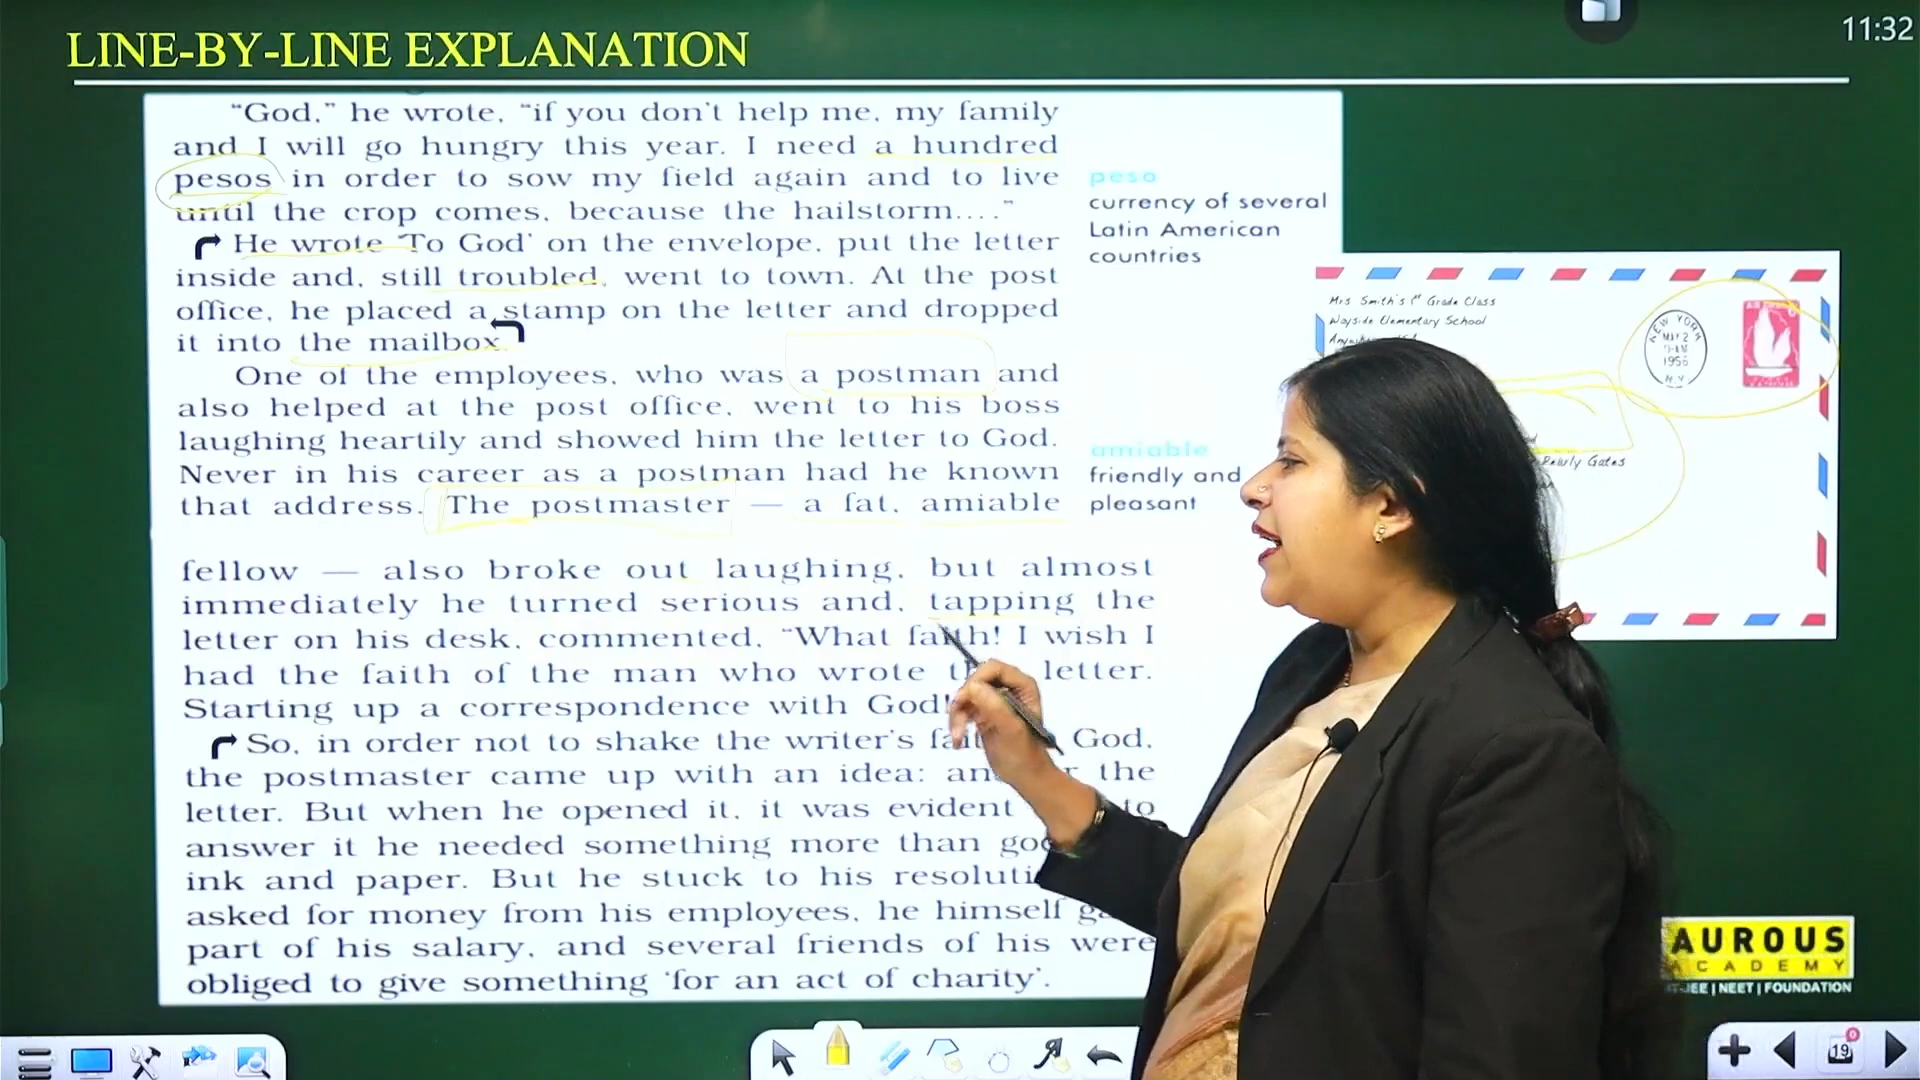 LINE-BY-LINE EXPLANATION
11:32
“God,” he wrote, “if you don’t help me, my family
and I will go hungry this year. I need a hundred
pesos in order to sow my field again and to live
until the crop comes, because the hailstorm....”
He wrote ‘To God’ on the envelope, put the letter
inside and, still troubled, went to town. At the post
office, he placed a stamp on the letter and dropped
it into the mailbox.
One of the employees, who was a postman and
also helped at the post office, went to his boss
laughing heartily and showed him the letter to God.
Never in his career as a postman had he known
that address. The postmaster — a fat, amiable
fellow — also broke out laughing, but almost
immediately he turned serious and, tapping the
letter on his desk, commented, “What faith! I wish I
had the faith of the man who wrote letter.
Starting up a correspondence with God!
So, in order not to shake the writer’s God,
the postmaster came up with an idea: the
letter. But when he opened it, it was evident to
answer it he needed something more than
ink and paper. But he stuck to his
asked for money from his employees, he himself
part of his salary, and several friends of his were
obliged to give something ‘for an act of charity’.
peso
currency of several
Latin American
countries
amiable
friendly and
pleasant
Mrs Smith's 1st Grade Class
Wayside Elementary School
NEW YORK
MAY 2
1956
N.Y.
Pearly Gates
AUROUS
ACADEMY
NEET | FOUNDATION
19
0